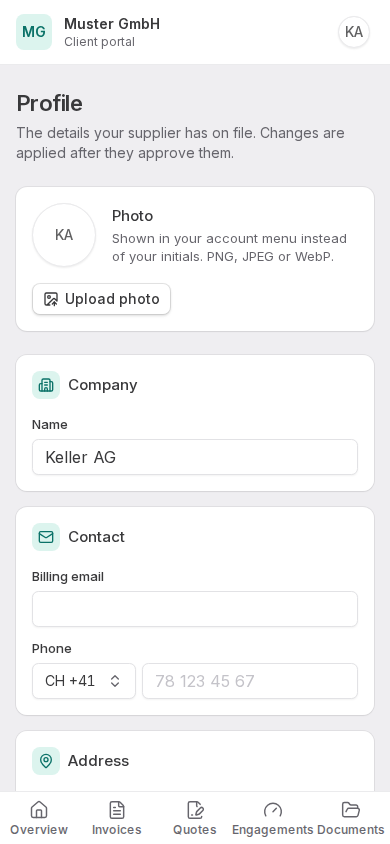 MG
Muster GmbH
Client portal
KA
Profile
The details your supplier has on file. Changes are
applied after they approve them.
KA
Photo
Shown in your account menu instead
of your initials. PNG, JPEG or WebP.
Upload photo
Company
Name
Keller AG
Contact
Billing email
Phone
CH +41
78 123 45 67
Address
Overview
Invoices
Quotes
Engagements
Documents